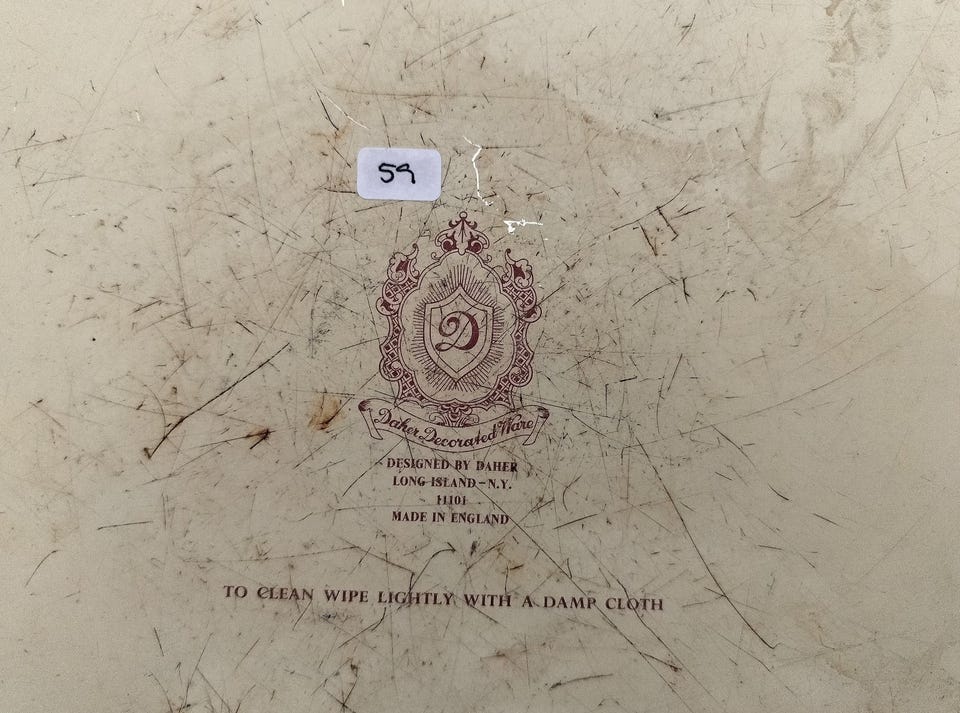 59
D
Daher Decorated Ware
DESIGNED BY DAHER
LONG ISLAND - N.Y.
11101
MADE IN ENGLAND
TO CLEAN WIPE LIGHTLY WITH A DAMP CLOTH